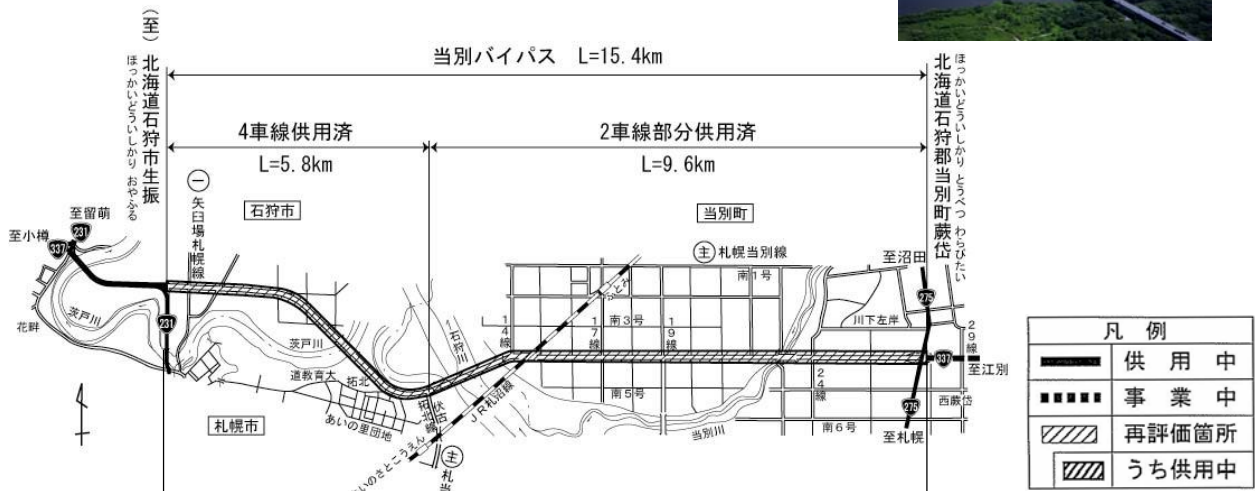 当別バイパス　L=15.4km
4車線供用済
L=5.8km
2車線部分供用済
L=9.6km
（至）北海道石狩市生振
ほっかいどういしかり おやふる
北海道石狩郡当別町蕨岱
ほっかいどういしかり とうべつ わらびたい
至留萌
231
至小樽
337
一
矢臼場札幌線
石狩市
当別町
主
札幌当別線
南1号
至沼田
275
花畔
茨戸川
231
茨戸川
石狩川
ふとみ
14線
17線
南3号
19線
川下左岸
29線
337
至江別
道教育大
拓北
あいの里団地
札幌市
拓北線
伏古
JR札沼線
南5号
24線
当別川
南6号
西蕨岱
275
至札幌
いのさとこうえん
主
札当
凡例
供用中
事業中
再評価箇所
うち供用中